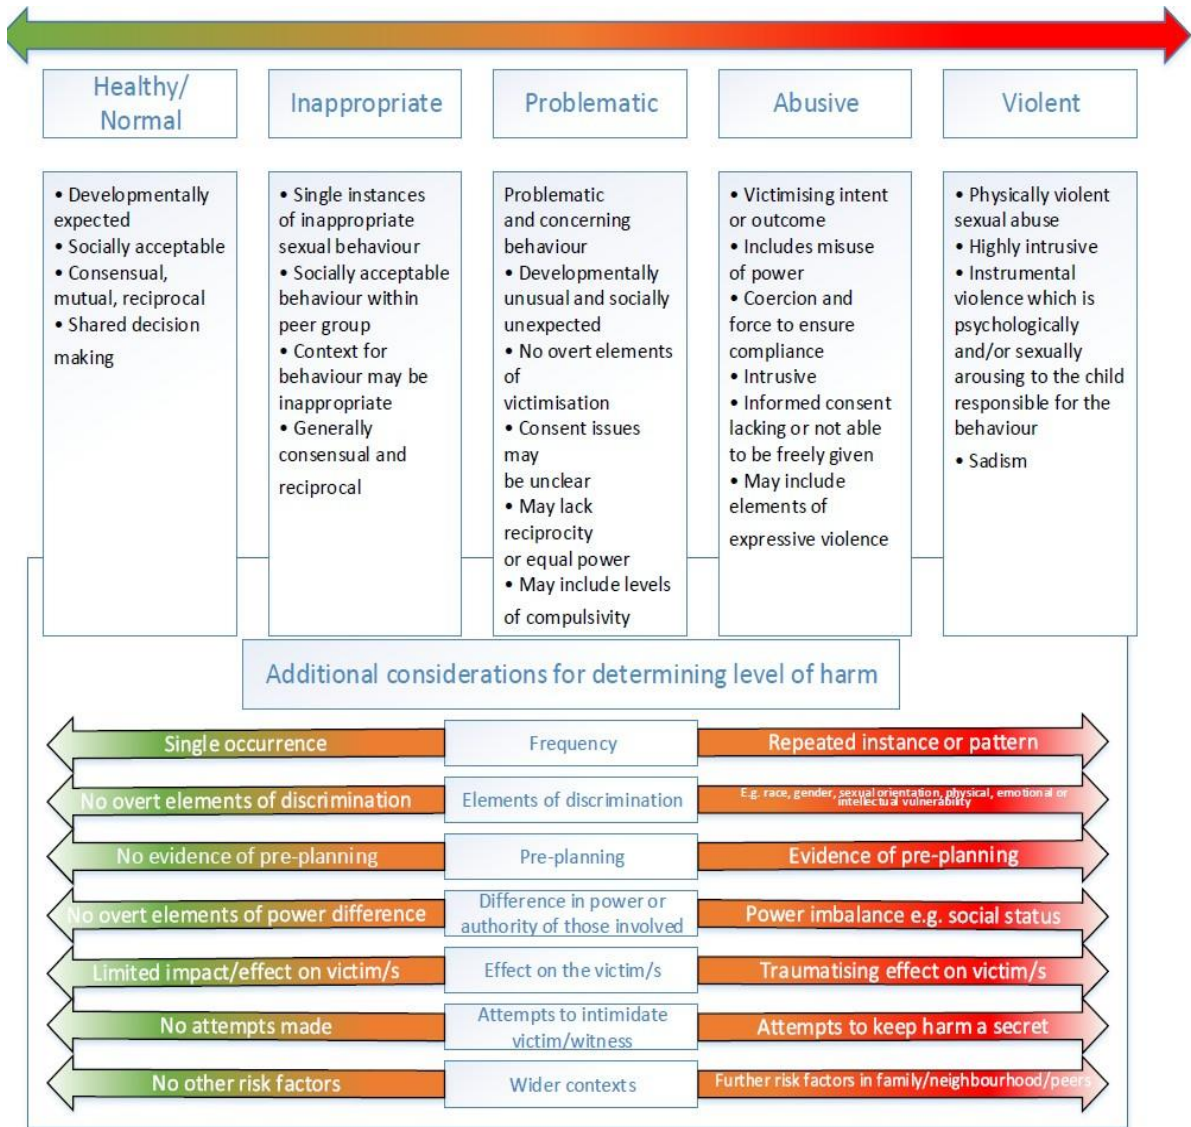 Healthy/
Normal
Inappropriate
Problematic
Abusive
Violent
• Developmentally
expected
• Socially acceptable
• Consensual,
mutual, reciprocal
• Shared decision
making
• Single instances
of inappropriate
sexual behaviour
• Socially acceptable
behaviour within
peer group
• Context for
behaviour may be
inappropriate
• Generally
consensual and
reciprocal
Problematic
and concerning
behaviour
• Developmentally
unusual and socially
unexpected
• No overt elements
of
victimisation
• Consent issues
may
be unclear
• May lack
reciprocity
or equal power
• May include levels
of compulsivity
• Victimising intent
or outcome
• Includes misuse
of power
• Coercion and
force to ensure
compliance
• Intrusive
• Informed consent
lacking or not able
to be freely given
• May include
elements of
expressive violence
• Physically violent
sexual abuse
• Highly intrusive
• Instrumental
violence which is
psychologically
and/or sexually
arousing to the child
responsible for the
behaviour
• Sadism
Additional considerations for determining level of harm
Single occurrence
Frequency
Repeated instance or pattern
No overt elements of discrimination
Elements of discrimination
E.g. race, gender, sexual orientation, physical, emotional or
intellectual vulnerability
No evidence of pre-planning
Pre-planning
Evidence of pre-planning
No overt elements of power difference
Difference in power or
authority of those involved
Power imbalance e.g. social status
Limited impact/effect on victim/s
Effect on the victim/s
Traumatising effect on victim/s
No attempts made
Attempts to intimidate
victim/witness
Attempts to keep harm a secret
No other risk factors
Wider contexts
Further risk factors in family/neighbourhood/peers